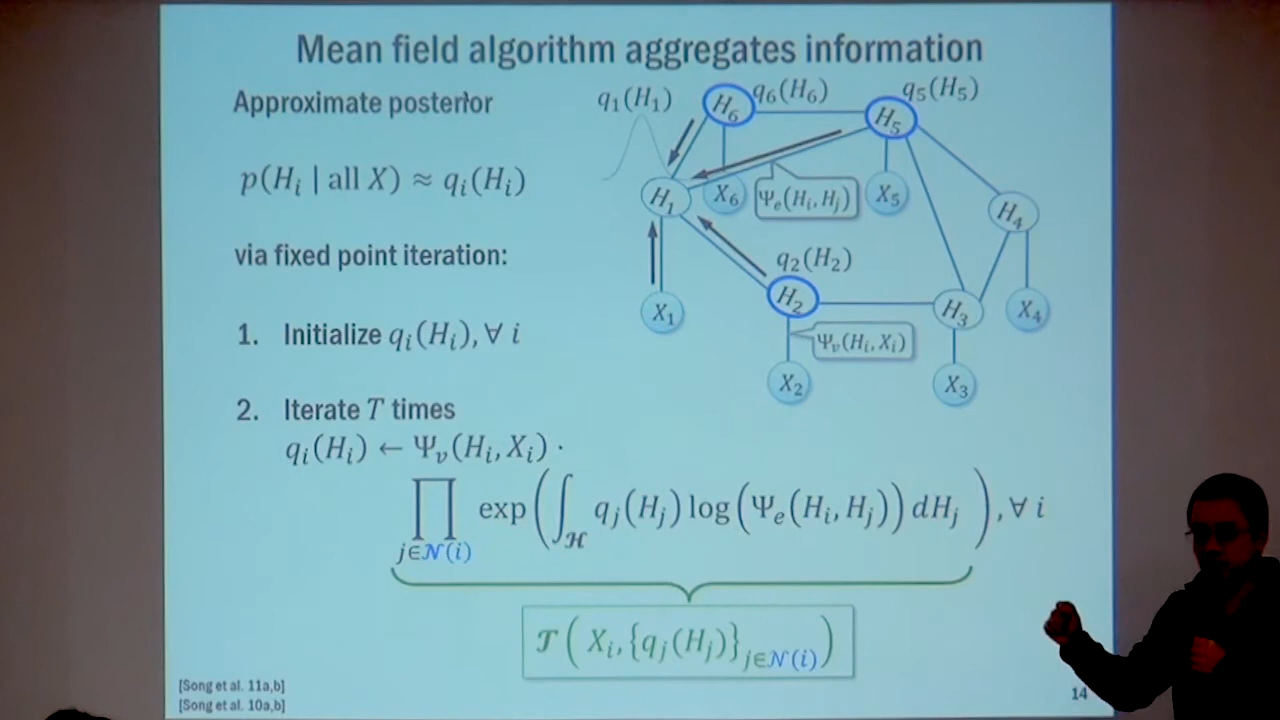 Mean field algorithm aggregates information
Approximate posterior
p(H₁ | all X) ≈ qᵢ(Hᵢ)
via fixed point iteration:
1. Initialize qᵢ(Hᵢ), ∀ i
2. Iterate T times
qᵢ(Hᵢ) ← Ψᵥ(Hᵢ, Xᵢ) ·
∏ j∈𝒩(i) exp(∫ℋ qⱼ(Hⱼ) log(Ψₑ(Hᵢ, Hⱼ)) dHⱼ), ∀ i
𝒯(Xᵢ, {qⱼ(Hⱼ)} j∈𝒩(i))
q₁(H₁)
H₆
q₆(H₆)
q₅(H₅)
H₅
H₁
X₆
Ψₑ(Hᵢ, Hⱼ)
X₅
H₄
q₂(H₂)
X₁
H₂
H₃
X₄
Ψᵥ(Hᵢ, Xᵢ)
X₂
X₃
[Song et al. 11a,b]
[Song et al. 10a,b]
14